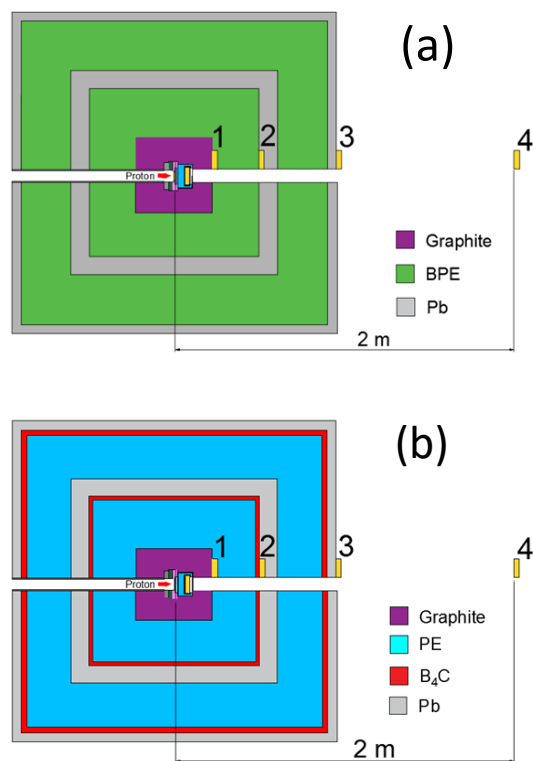 (a)
1
2
3
4
Proton
Graphite
BPE
Pb
2 m
(b)
1
2
3
4
Proton
Graphite
PE
B₄C
Pb
2 m